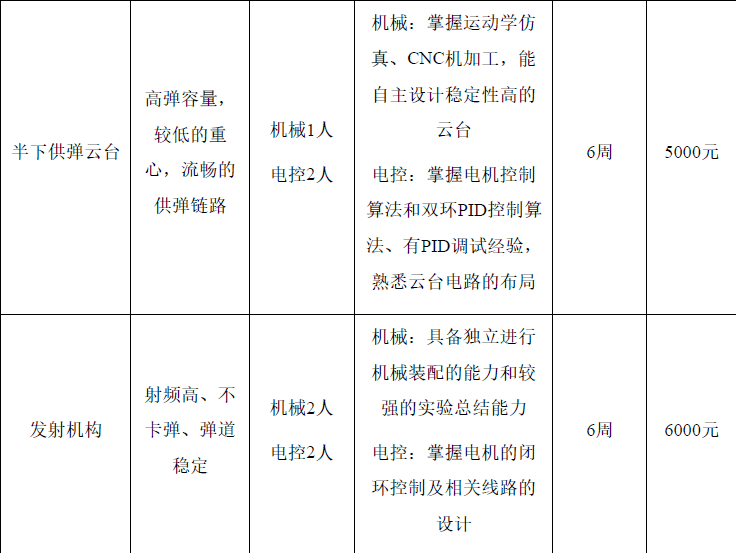 半下供弹云台
高弹容量，
较低的重
心，流畅的
供弹链路
机械1人
电控2人
机械：掌握运动学仿
真、CNC机加工，能
自主设计稳定性高的
云台
电控：掌握电机控制
算法和双环PID控制算
法、有PID调试经验，
熟悉云台电路的布局
6周
5000元
发射机构
射频高、不
卡弹、弹道
稳定
机械2人
电控2人
机械：具备独立进行
机械装配的能力和较
强的实验总结能力
电控：掌握电机的闭
环控制及相关线路的
设计
6周
6000元